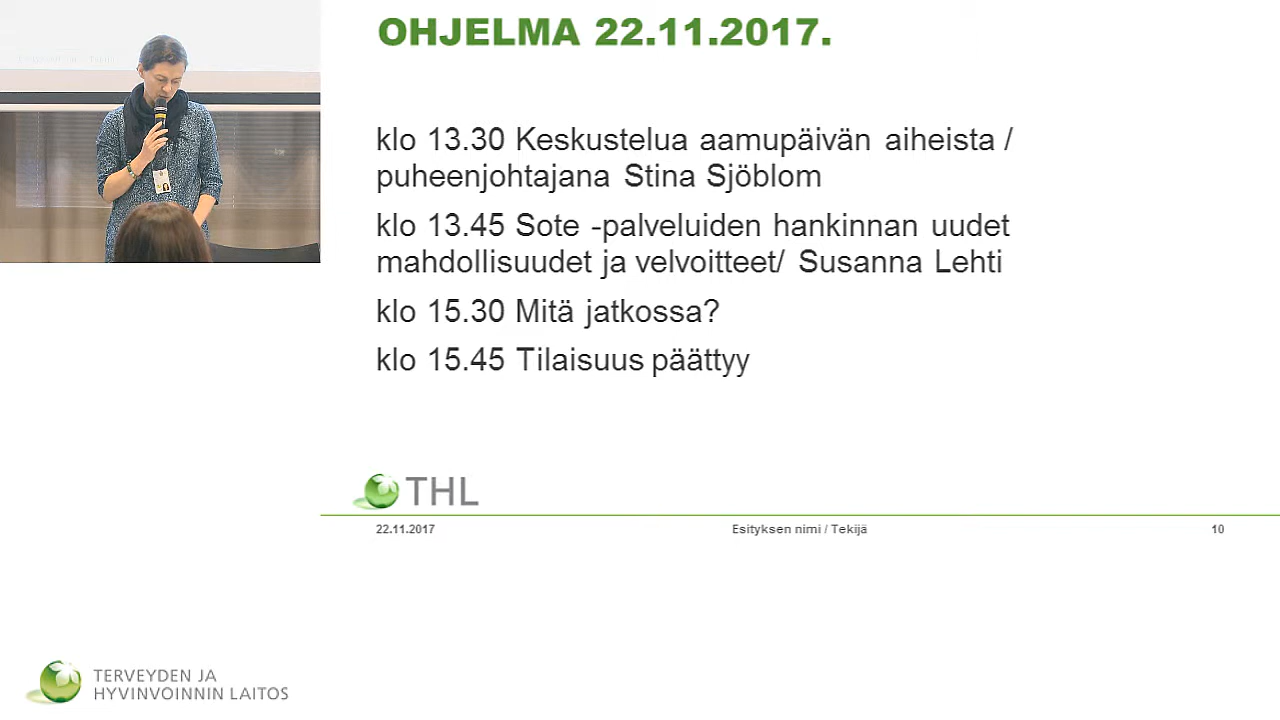 OHJELMA 22.11.2017.
klo 13.30 Keskustelua aamupäivän aiheista /
puheenjohtajana Stina Sjöblom
klo 13.45 Sote -palveluiden hankinnan uudet
mahdollisuudet ja velvoitteet/ Susanna Lehti
klo 15.30 Mitä jatkossa?
klo 15.45 Tilaisuus päättyy
THL
22.11.2017 Esityksen nimi / Tekijä 10
TERVEYDEN JA
HYVINVOINNIN LAITOS